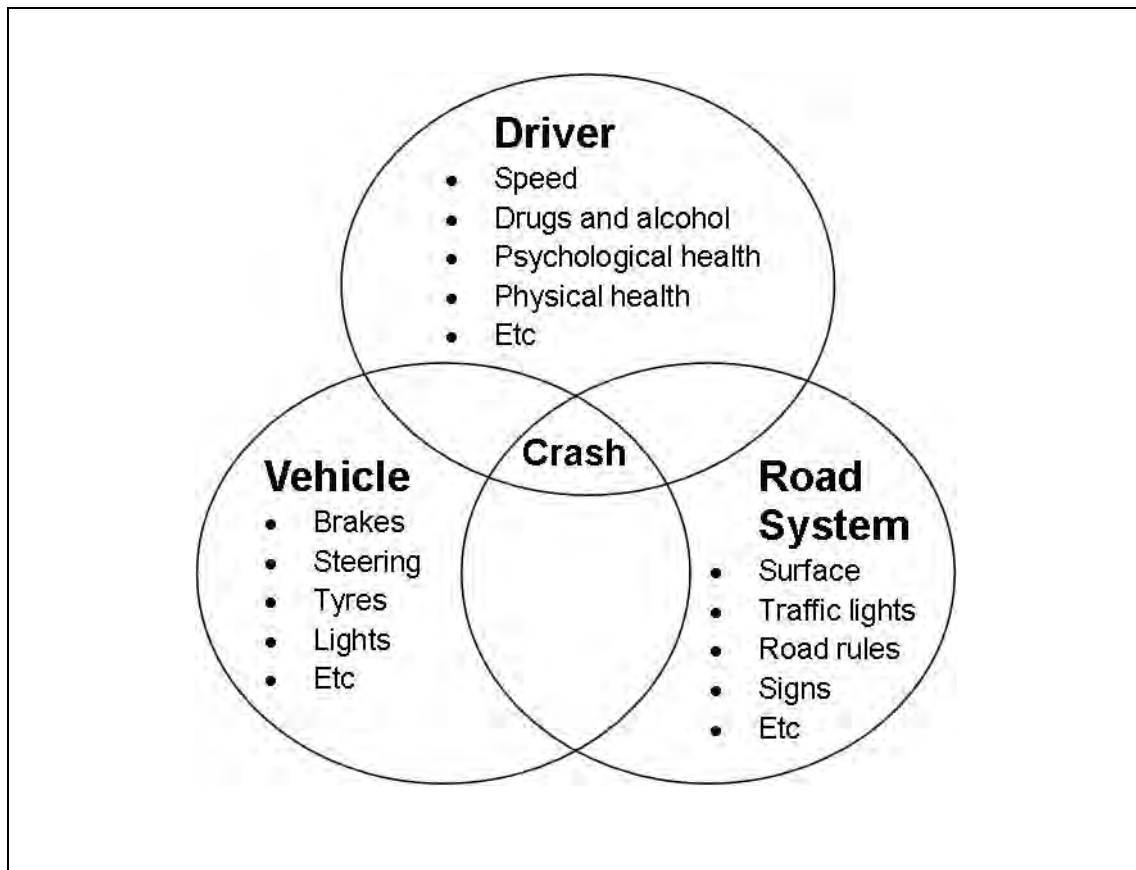 Driver
• Speed
• Drugs and alcohol
• Psychological health
• Physical health
• Etc
Crash
Vehicle
• Brakes
• Steering
• Tyres
• Lights
• Etc
Road
System
• Surface
• Traffic lights
• Road rules
• Signs
• Etc